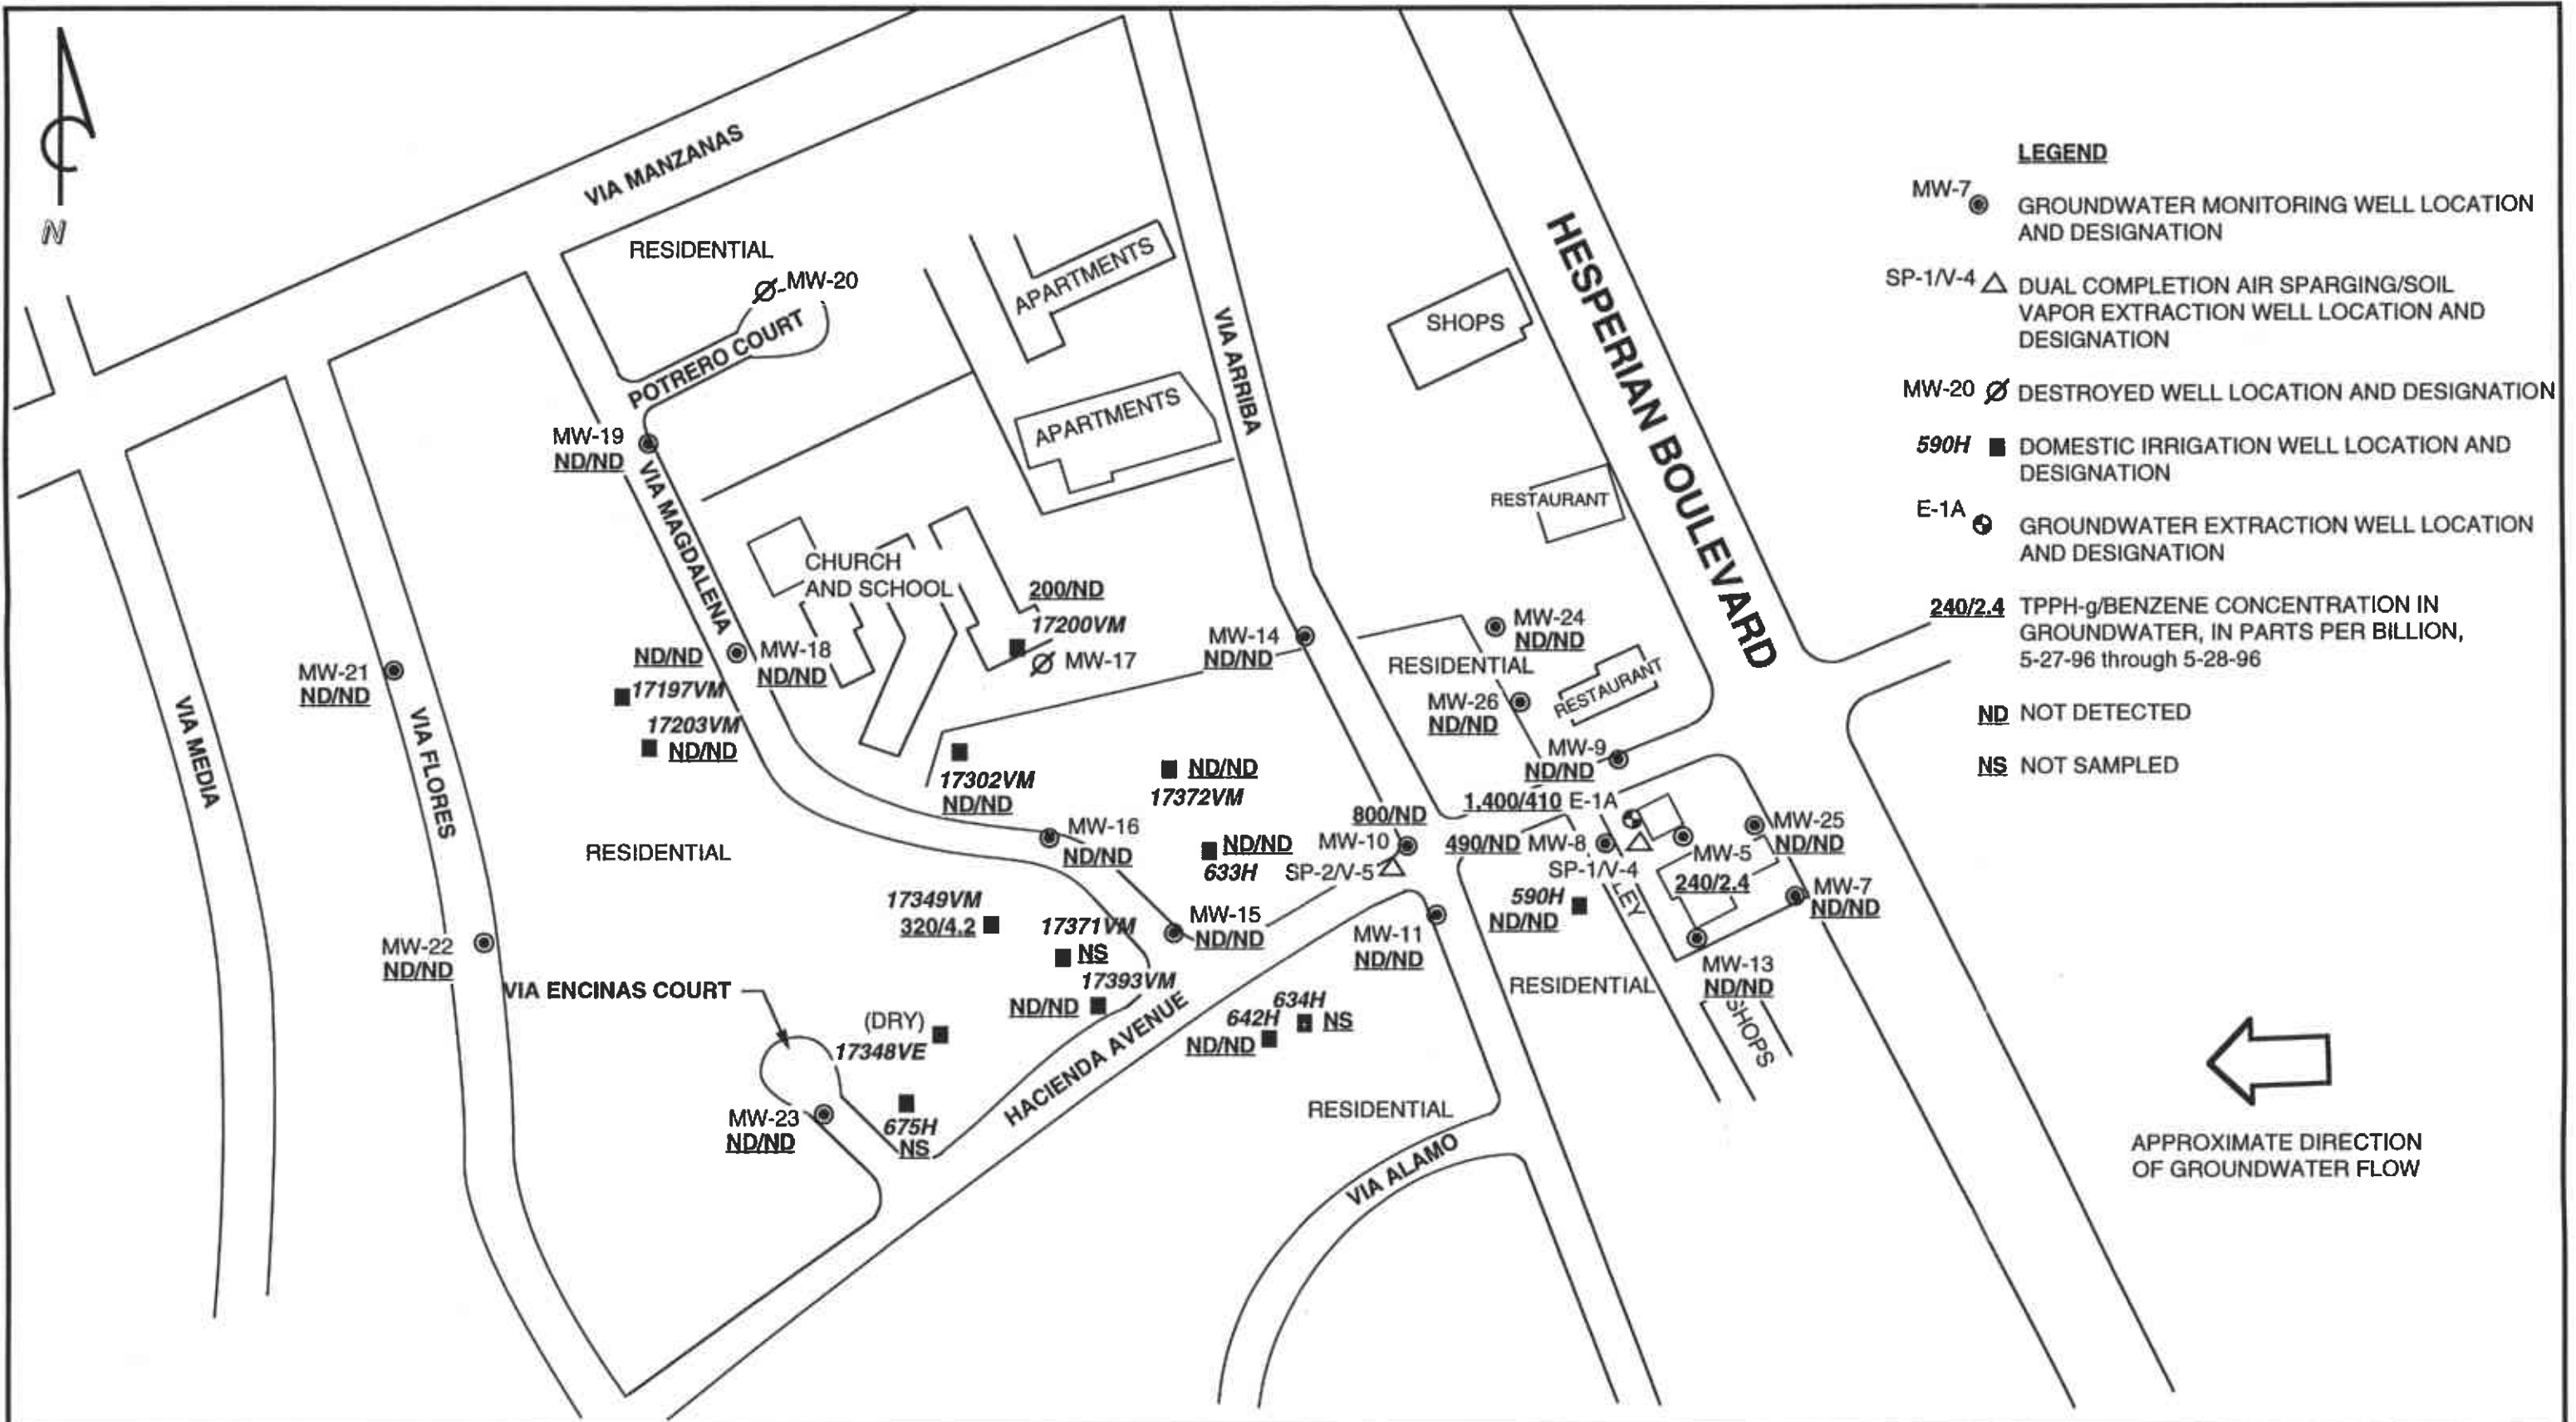 N
VIA MANZANAS
RESIDENTIAL
MW-20
POTRERO COURT
APARTMENTS
APARTMENTS
VIA ARRIBA
SHOPS
HESPERIAN BOULEVARD
RESTAURANT
MW-19
ND/ND
VIA MAGDALENA
CHURCH
AND SCHOOL
200/ND
17200VM
MW-17
MW-18
ND/ND
ND/ND
17197VM
17203VM
ND/ND
MW-21
ND/ND
VIA MEDIA
VIA FLORES
MW-14
ND/ND
MW-24
ND/ND
RESIDENTIAL
RESTAURANT
MW-26
ND/ND
MW-9
ND/ND
17302VM
ND/ND
ND/ND
17372VM
1,400/410 E-1A
800/ND
MW-10
SP-2/V-5
490/ND MW-8
SP-1/V-4
MW-5
240/2.4
MW-25
ND/ND
MW-7
ND/ND
MW-16
ND/ND
ND/ND
633H
RESIDENTIAL
17349VM
320/4.2
17371VM
NS
MW-15
ND/ND
590H
ND/ND
LEY
MW-11
ND/ND
MW-13
ND/ND
SHOPS
MW-22
ND/ND
VIA ENCINAS COURT
17393VM
ND/ND
RESIDENTIAL
(DRY)
17348VE
634H
NS
642H
ND/ND
HACIENDA AVENUE
MW-23
ND/ND
675H
NS
RESIDENTIAL
VIA ALAMO
LEGEND
MW-7
GROUNDWATER MONITORING WELL LOCATION
AND DESIGNATION
SP-1/V-4
DUAL COMPLETION AIR SPARGING/SOIL
VAPOR EXTRACTION WELL LOCATION AND
DESIGNATION
MW-20
DESTROYED WELL LOCATION AND DESIGNATION
590H
DOMESTIC IRRIGATION WELL LOCATION AND
DESIGNATION
E-1A
GROUNDWATER EXTRACTION WELL LOCATION
AND DESIGNATION
240/2.4
TPPH-g/BENZENE CONCENTRATION IN
GROUNDWATER, IN PARTS PER BILLION,
5-27-96 through 5-28-96
ND NOT DETECTED
NS NOT SAMPLED
APPROXIMATE DIRECTION
OF GROUNDWATER FLOW